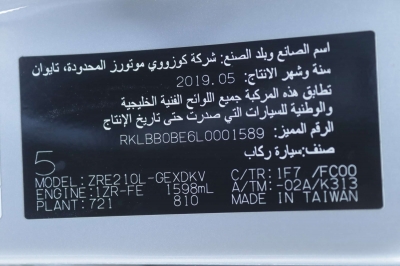 اسم الصانع وبلد الصنع: شركة كوزووي موتورز المحدودة، تايوان
سنة وشهر الانتاج: 2019.05
تطابق هذه المركبة جميع اللوائح الفنية الخليجية
والوطنية للسيارات التي صدرت حتى تاريخ الإنتاج
الرقم المميز: RKLBB0BE6L0001589
صنف:سيارة ركاب
5
MODEL:ZRE210L-GEXDKV C/TR:1F7 /FC00
ENGINE:1ZR-FE 1598mL A/TM:-02A/K313
PLANT:721 810 MADE IN TAIWAN